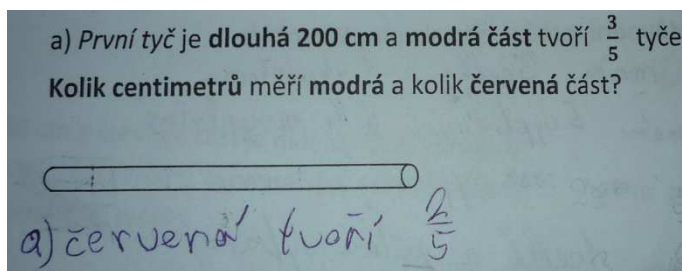 a) První tyč je dlouhá 200 cm a modrá část tvoří 3/5 tyče
Kolik centimetrů měří modrá a kolik červená část?
a) červená tvoří 2/5